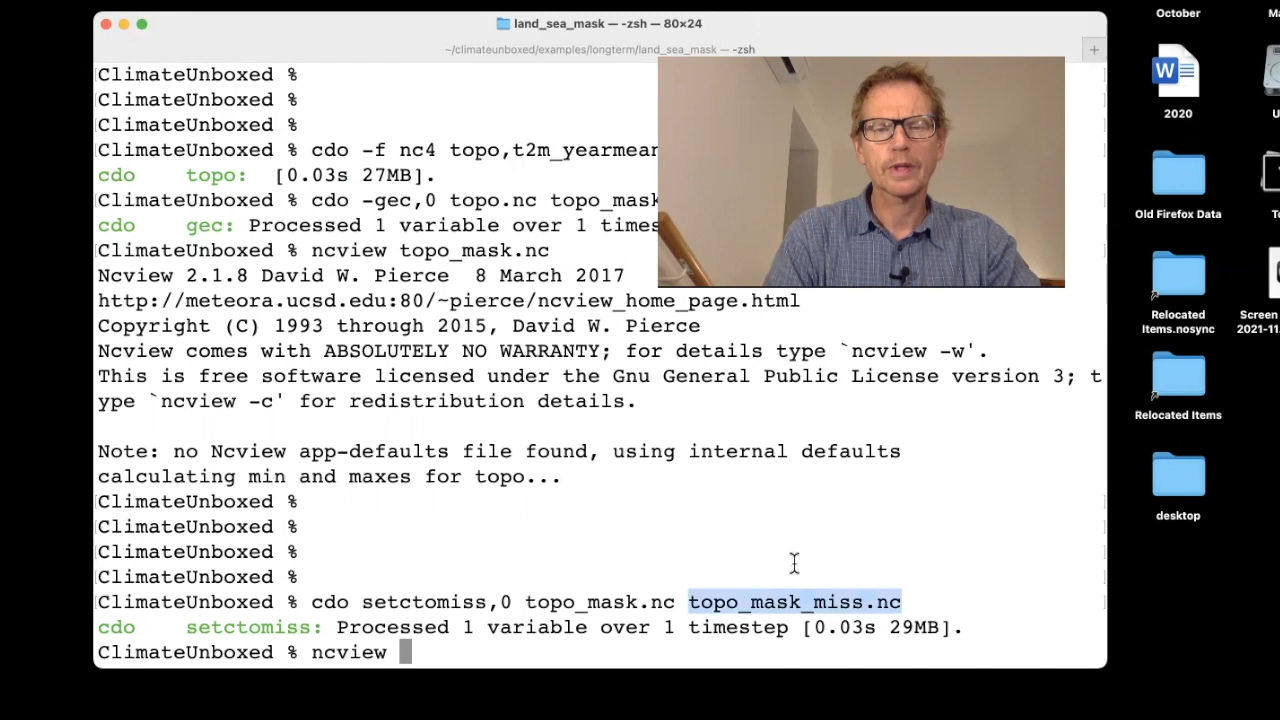 land_sea_mask — -zsh — 80×24
~/climateunboxed/examples/longterm/land_sea_mask — -zsh
ClimateUnboxed %
ClimateUnboxed %
ClimateUnboxed %
ClimateUnboxed % cdo -f nc4 topo,t2m_yearmean
cdo    topo:  [0.03s 27MB].
ClimateUnboxed % cdo -gec,0 topo.nc topo_mask
cdo    gec: Processed 1 variable over 1 times
ClimateUnboxed % ncview topo_mask.nc
Ncview 2.1.8 David W. Pierce  8 March 2017
http://meteora.ucsd.edu:80/~pierce/ncview_home_page.html
Copyright (C) 1993 through 2015, David W. Pierce
Ncview comes with ABSOLUTELY NO WARRANTY; for details type `ncview -w'.
This is free software licensed under the Gnu General Public License version 3; t
ype `ncview -c' for redistribution details.
Note: no Ncview app-defaults file found, using internal defaults
calculating min and maxes for topo...
ClimateUnboxed %
ClimateUnboxed %
ClimateUnboxed %
ClimateUnboxed %
ClimateUnboxed % cdo setctomiss,0 topo_mask.nc topo_mask_miss.nc
cdo    setctomiss: Processed 1 variable over 1 timestep [0.03s 29MB].
ClimateUnboxed % ncview
October
W
2020
Old Firefox Data
Relocated
Items.nosync
Relocated Items
desktop
Screen
2021-11